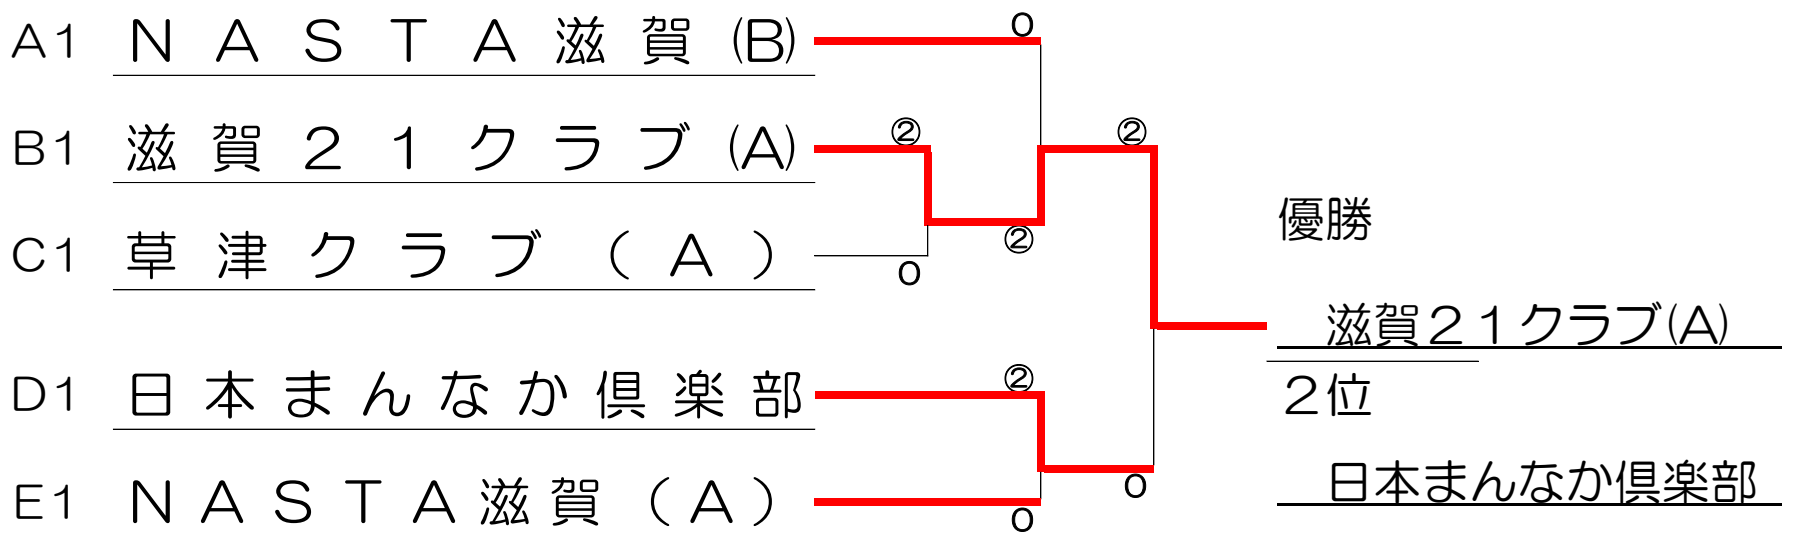 A1 ＮＡＳＴＡ滋賀(B)
0
B1 滋賀２１クラブ(A)
②
②
優勝
②
C1 草津クラブ（Ａ）
0
滋賀２１クラブ(A)
D1 日本まんなか倶楽部
②
２位
0
日本まんなか倶楽部
E1 ＮＡＳＴＡ滋賀（Ａ）
0